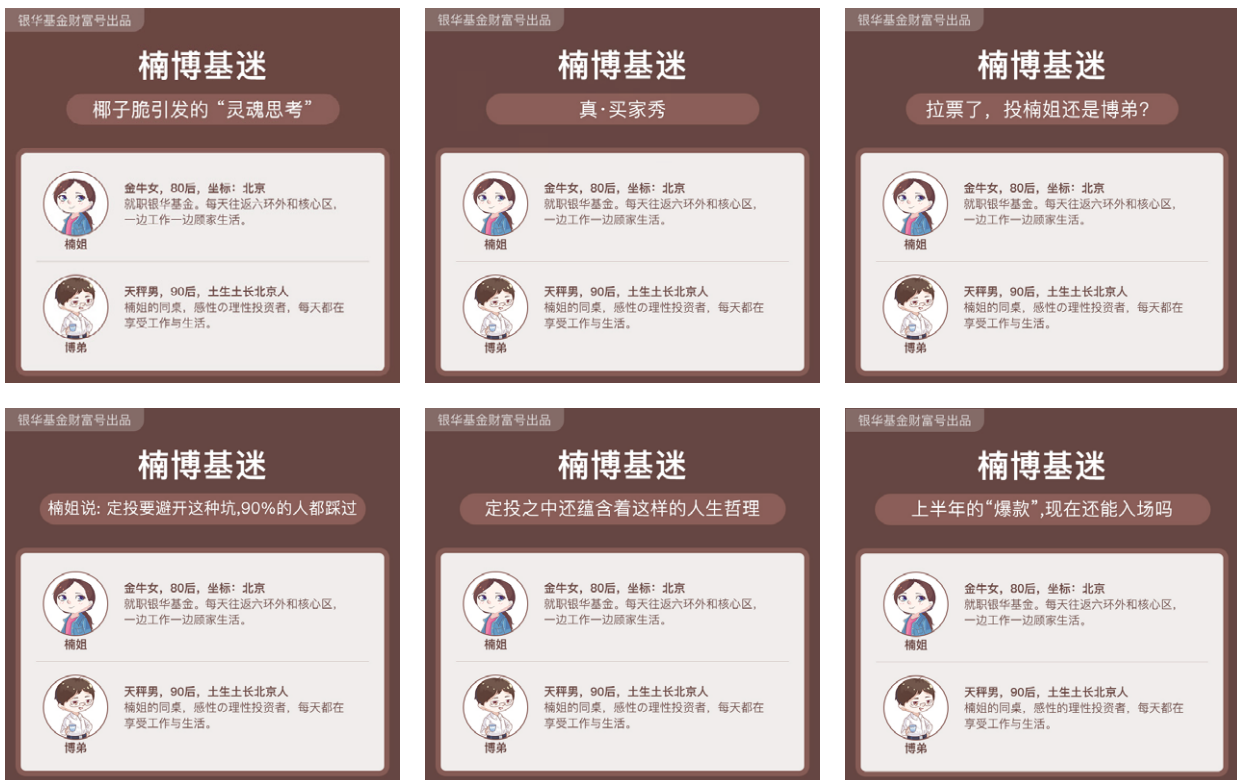 银华基金财富号出品
楠博基迷
椰子脆引发的“灵魂思考”
金牛女，80后，坐标：北京
就职银华基金。每天往返六环外和核心区，
一边工作一边顾家生活。
楠姐
天秤男，90后，土生土长北京人
楠姐的同桌，感性の理性投资者，每天都在
享受工作与生活。
博弟
银华基金财富号出品
楠博基迷
真·买家秀
金牛女，80后，坐标：北京
就职银华基金。每天往返六环外和核心区，
一边工作一边顾家生活。
楠姐
天秤男，90后，土生土长北京人
楠姐的同桌，感性の理性投资者，每天都在
享受工作与生活。
博弟
银华基金财富号出品
楠博基迷
拉票了，投楠姐还是博弟？
金牛女，80后，坐标：北京
就职银华基金。每天往返六环外和核心区，
一边工作一边顾家生活。
楠姐
天秤男，90后，土生土长北京人
楠姐的同桌，感性の理性投资者，每天都在
享受工作与生活。
博弟
银华基金财富号出品
楠博基迷
楠姐说: 定投要避开这种坑,90%的人都踩过
金牛女，80后，坐标：北京
就职银华基金。每天往返六环外和核心区，
一边工作一边顾家生活。
楠姐
天秤男，90后，土生土长北京人
楠姐的同桌，感性の理性投资者，每天都在
享受工作与生活。
博弟
银华基金财富号出品
楠博基迷
定投之中还蕴含着这样的人生哲理
金牛女，80后，坐标：北京
就职银华基金。每天往返六环外和核心区，
一边工作一边顾家生活。
楠姐
天秤男，90后，土生土长北京人
楠姐的同桌，感性の理性投资者，每天都在
享受工作与生活。
博弟
银华基金财富号出品
楠博基迷
上半年的“爆款”,现在还能入场吗
金牛女，80后，坐标：北京
就职银华基金。每天往返六环外和核心区，
一边工作一边顾家生活。
楠姐
天秤男，90后，土生土长北京人
楠姐的同桌，感性的理性投资者，每天都在
享受工作与生活。
博弟